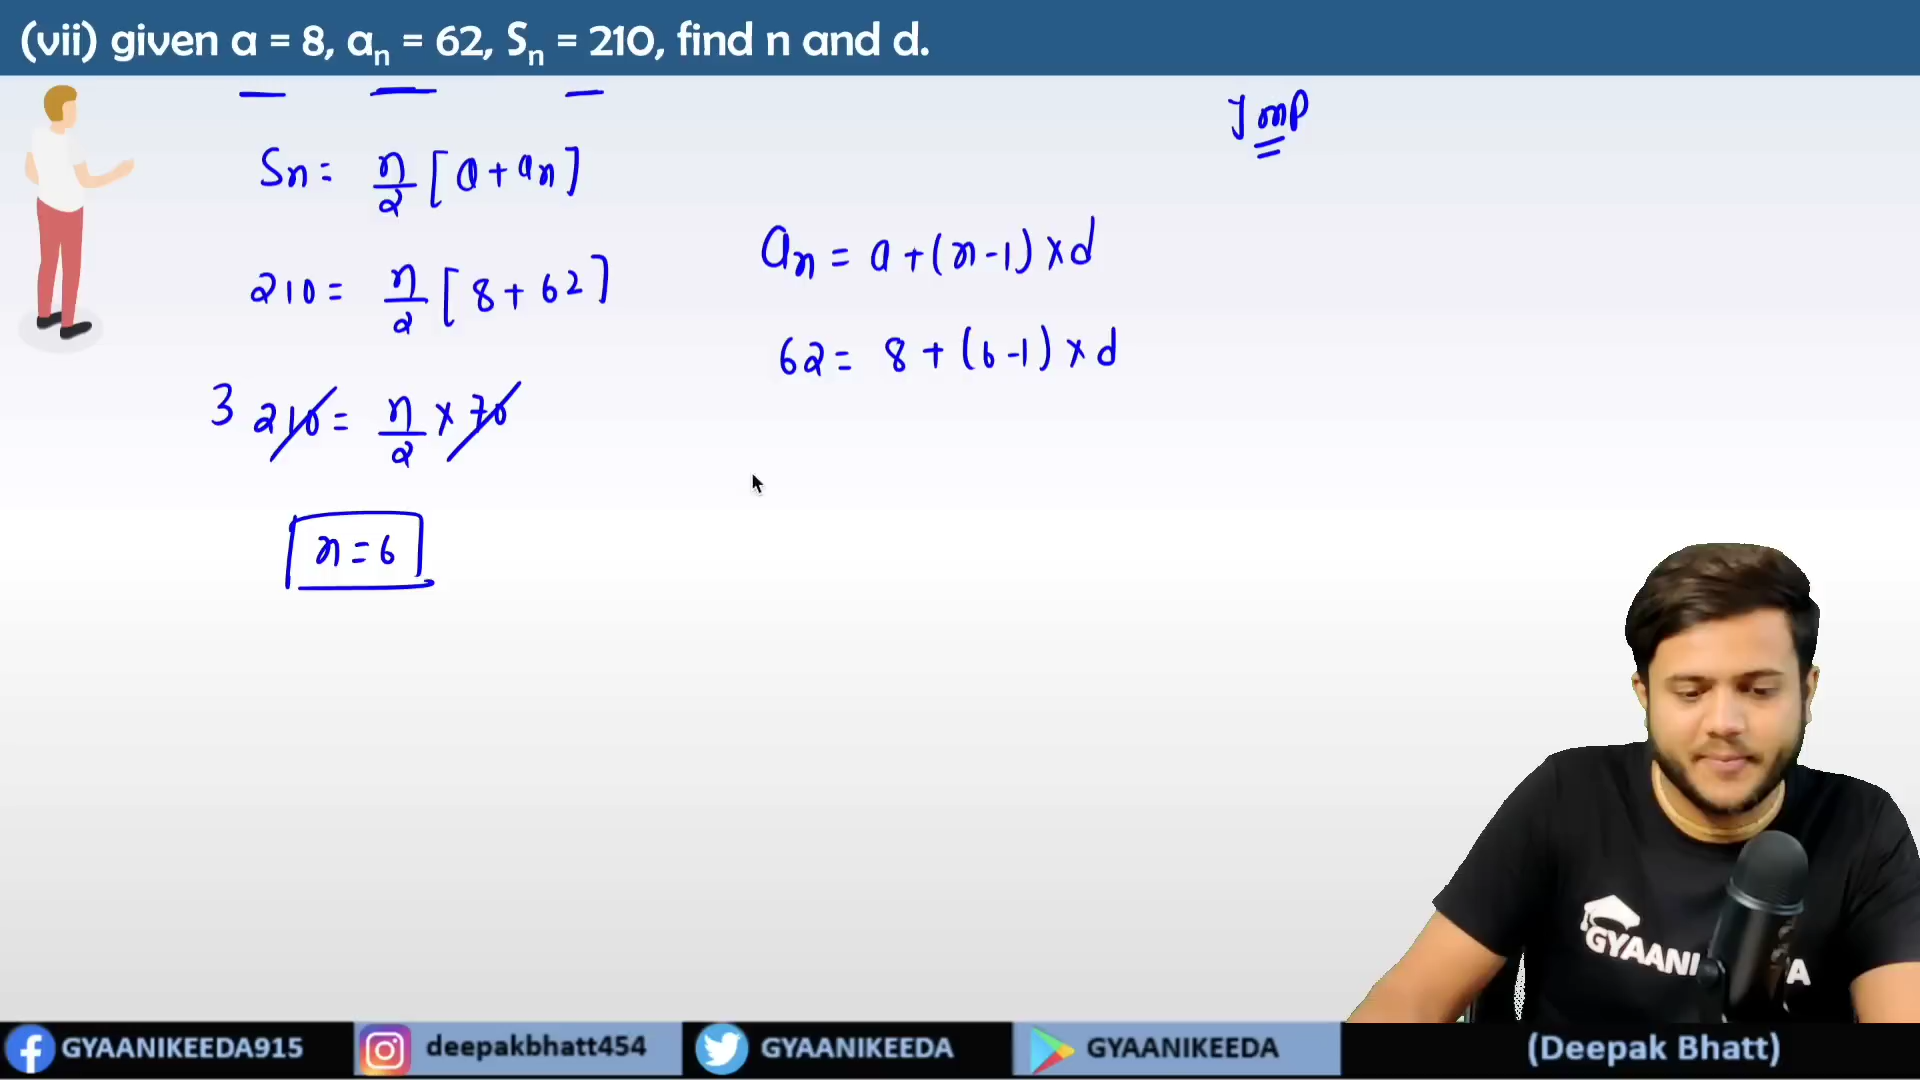 (vii) given a = 8, aₙ = 62, Sₙ = 210, find n and d.
Imp
Sn = n/2 [a + an]
210 = n/2 [8 + 62]
3 210 = n/2 × 70
n = 6
an = a + (n-1) × d
62 = 8 + (6-1) × d
GYAANI
A
GYAANIKEEDA915
deepakbhatt454
GYAANIKEEDA
GYAANIKEEDA
(Deepak Bhatt)